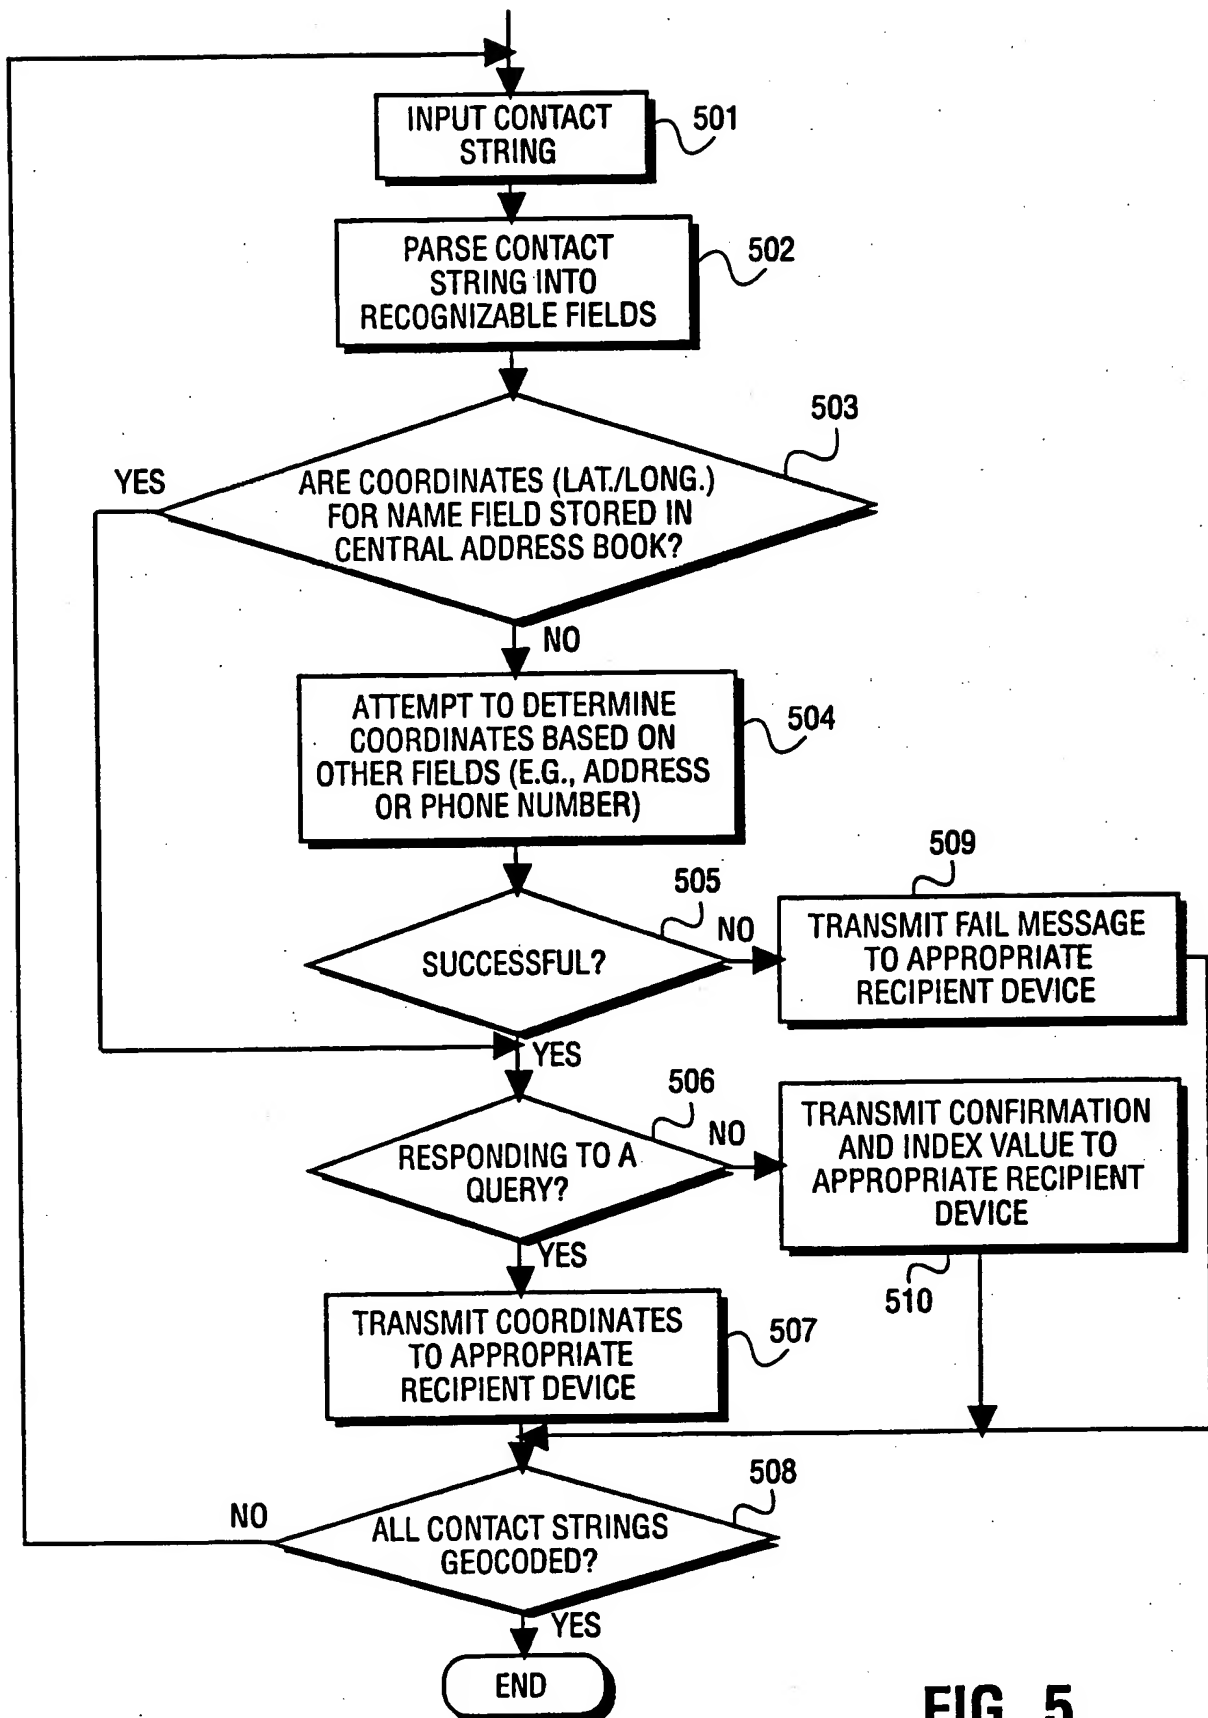 INPUT CONTACT
STRING
501
PARSE CONTACT
STRING INTO
RECOGNIZABLE FIELDS
502
503
YES
ARE COORDINATES (LAT./LONG.)
FOR NAME FIELD STORED IN
CENTRAL ADDRESS BOOK?
NO
ATTEMPT TO DETERMINE
COORDINATES BASED ON
OTHER FIELDS (E.G., ADDRESS
OR PHONE NUMBER)
504
505
SUCCESSFUL?
NO
509
TRANSMIT FAIL MESSAGE
TO APPROPRIATE
RECIPIENT DEVICE
YES
506
RESPONDING TO A
QUERY?
NO
TRANSMIT CONFIRMATION
AND INDEX VALUE TO
APPROPRIATE RECIPIENT
DEVICE
510
YES
TRANSMIT COORDINATES
TO APPROPRIATE
RECIPIENT DEVICE
507
508
NO
ALL CONTACT STRINGS
GEOCODED?
YES
END
FIG. 5